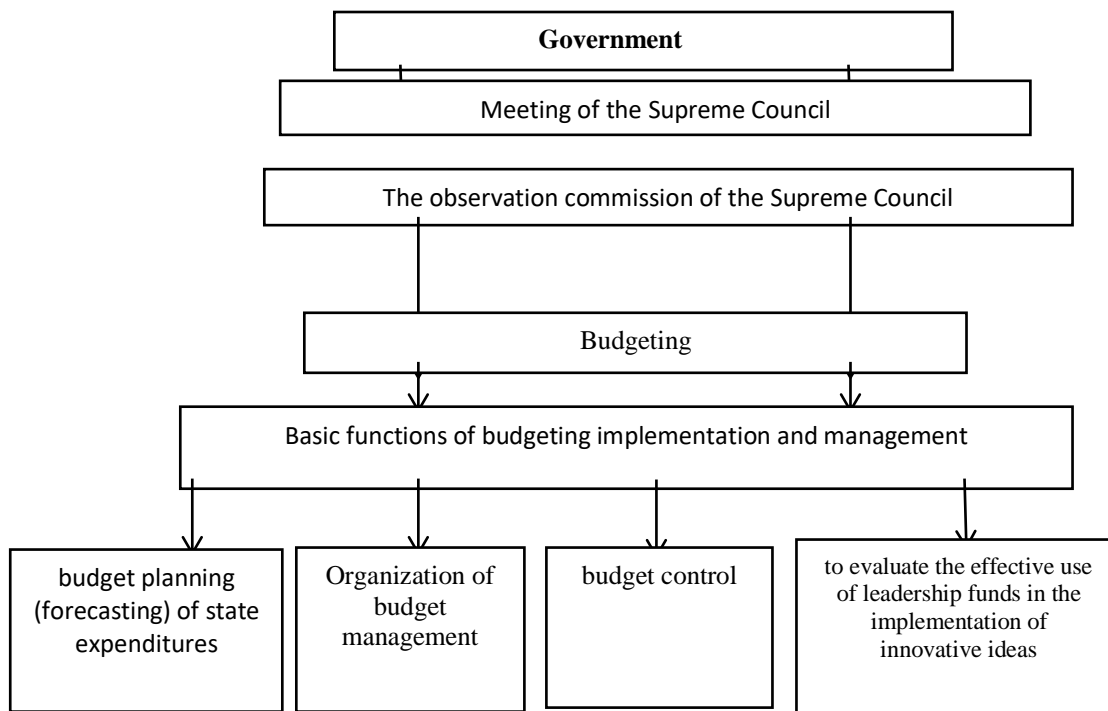 Government
Meeting of the Supreme Council
The observation commission of the Supreme Council
Budgeting
Basic functions of budgeting implementation and management
budget planning
(forecasting) of state
expenditures
Organization of
budget
management
budget control
to evaluate the effective use
of leadership funds in the
implementation of
innovative ideas